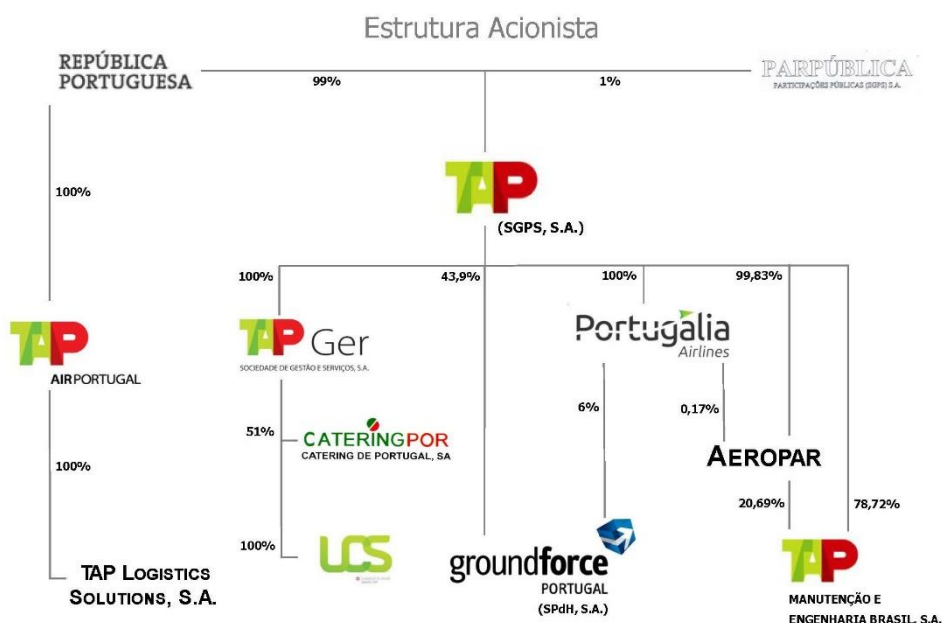 Estrutura Acionista
REPÚBLICA
PORTUGUESA
99%
1%
PARPÚBLICA
PARTICIPAÇÕES PÚBLICAS (SGPS) S.A.
100%
TAP
(SGPS, S.A.)
100%
43,9%
100%
99,83%
TAP
AIRPORTUGAL
TAP Ger
SOCIEDADE DE GESTÃO E SERVIÇOS, S.A.
Portugália
Airlines
6%
0,17%
51%
CATERINGPOR
CATERING DE PORTUGAL, SA
AEROPAR
100%
20,69%
78,72%
100%
UCS
groundforce
PORTUGAL
(SPdH, S.A.)
TAP
TAP LOGISTICS
SOLUTIONS, S.A.
MANUTENÇÃO E
ENGENHARIA BRASIL, S.A.